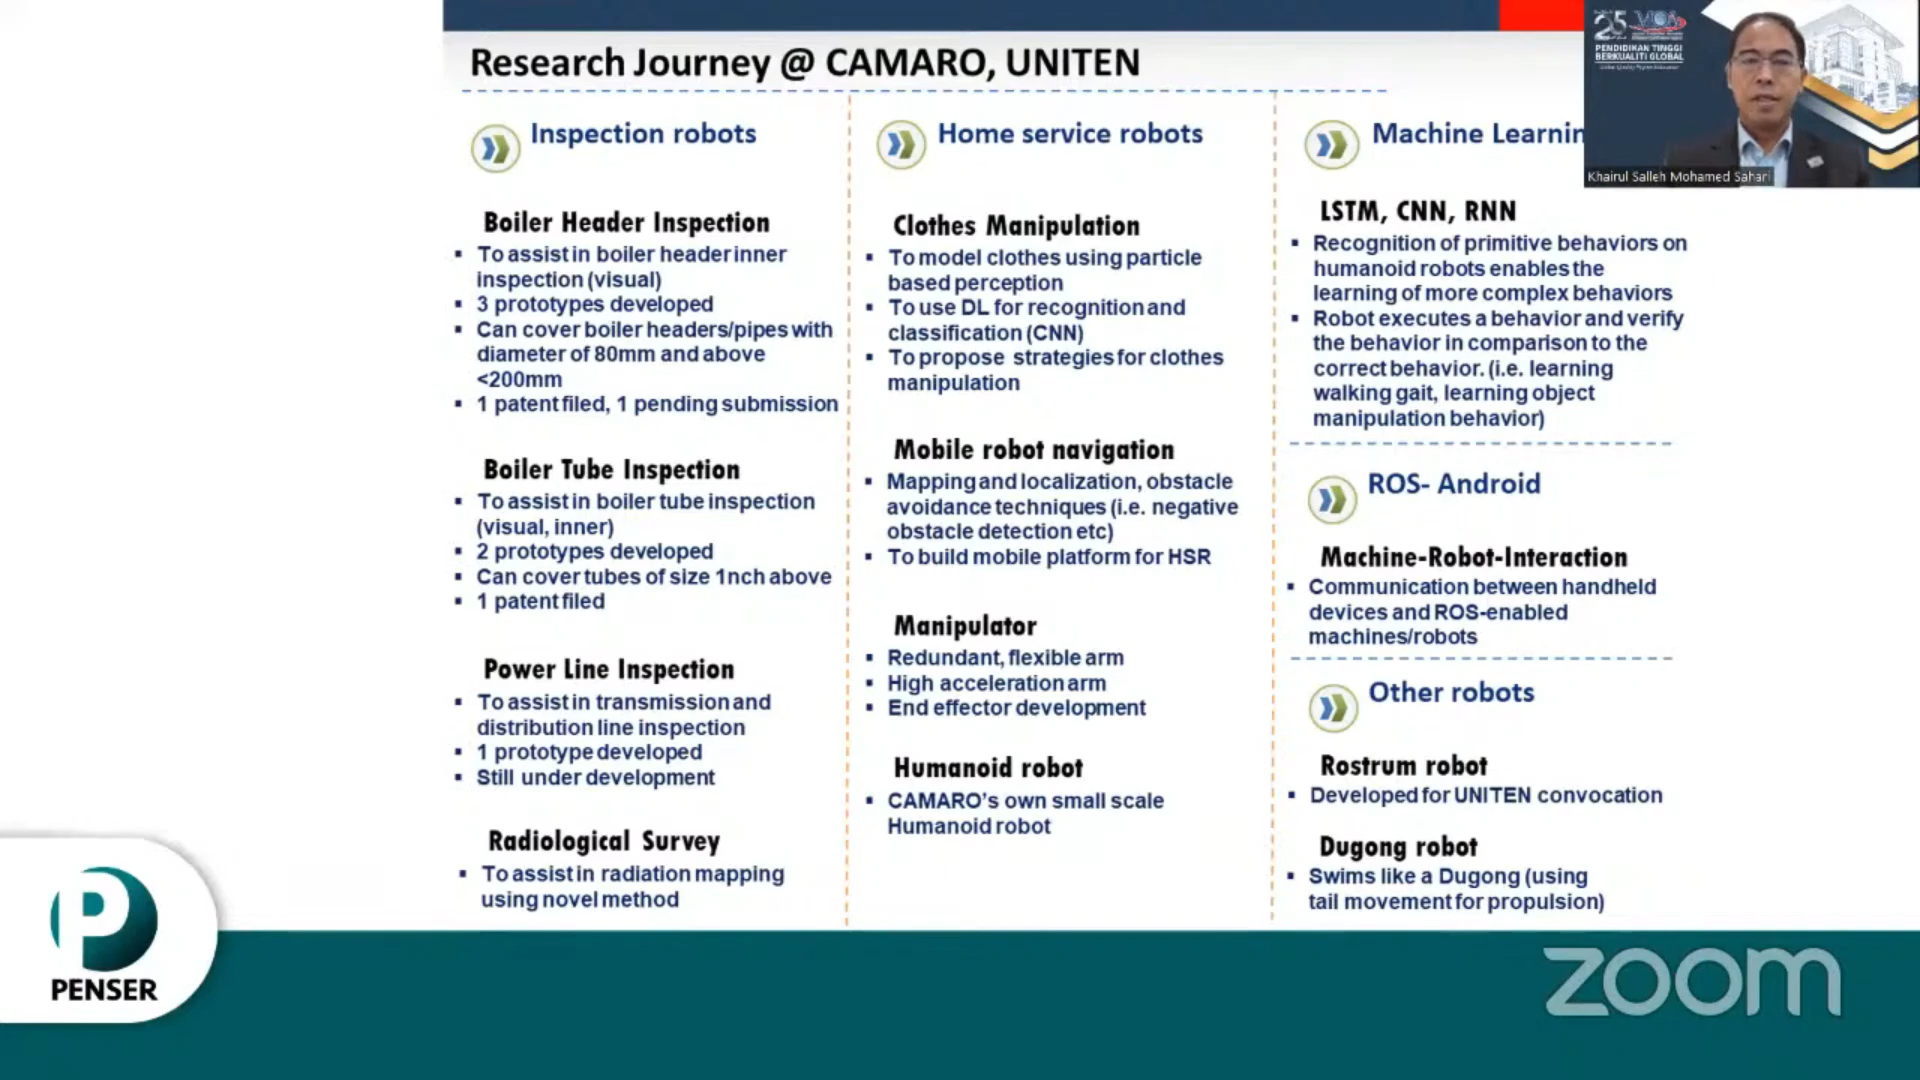 Research Journey @ CAMARO, UNITEN
Inspection robots
Boiler Header Inspection
▪ To assist in boiler header inner
inspection (visual)
▪ 3 prototypes developed
▪ Can cover boiler headers/pipes with
diameter of 80mm and above
<200mm
▪ 1 patent filed, 1 pending submission
Boiler Tube Inspection
▪ To assist in boiler tube inspection
(visual, inner)
▪ 2 prototypes developed
▪ Can cover tubes of size 1nch above
▪ 1 patent filed
Power Line Inspection
▪ To assist in transmission and
distribution line inspection
▪ 1 prototype developed
▪ Still under development
Radiological Survey
▪ To assist in radiation mapping
using novel method
Home service robots
Clothes Manipulation
▪ To model clothes using particle
based perception
▪ To use DL for recognition and
classification (CNN)
▪ To propose strategies for clothes
manipulation
Mobile robot navigation
▪ Mapping and localization, obstacle
avoidance techniques (i.e. negative
obstacle detection etc)
▪ To build mobile platform for HSR
Manipulator
▪ Redundant, flexible arm
▪ High acceleration arm
▪ End effector development
Humanoid robot
▪ CAMARO's own small scale
Humanoid robot
Machine Learnin
LSTM, CNN, RNN
▪ Recognition of primitive behaviors on
humanoid robots enables the
learning of more complex behaviors
▪ Robot executes a behavior and verify
the behavior in comparison to the
correct behavior. (i.e. learning
walking gait, learning object
manipulation behavior)
ROS- Android
Machine-Robot-Interaction
▪ Communication between handheld
devices and ROS-enabled
machines/robots
Other robots
Rostrum robot
▪ Developed for UNITEN convocation
Dugong robot
▪ Swims like a Dugong (using
tail movement for propulsion)
25 MQA
PENDIDIKAN TINGGI
BERKUALITI GLOBAL
Khairul Salleh Mohamed Sahari
PENSER
zoom